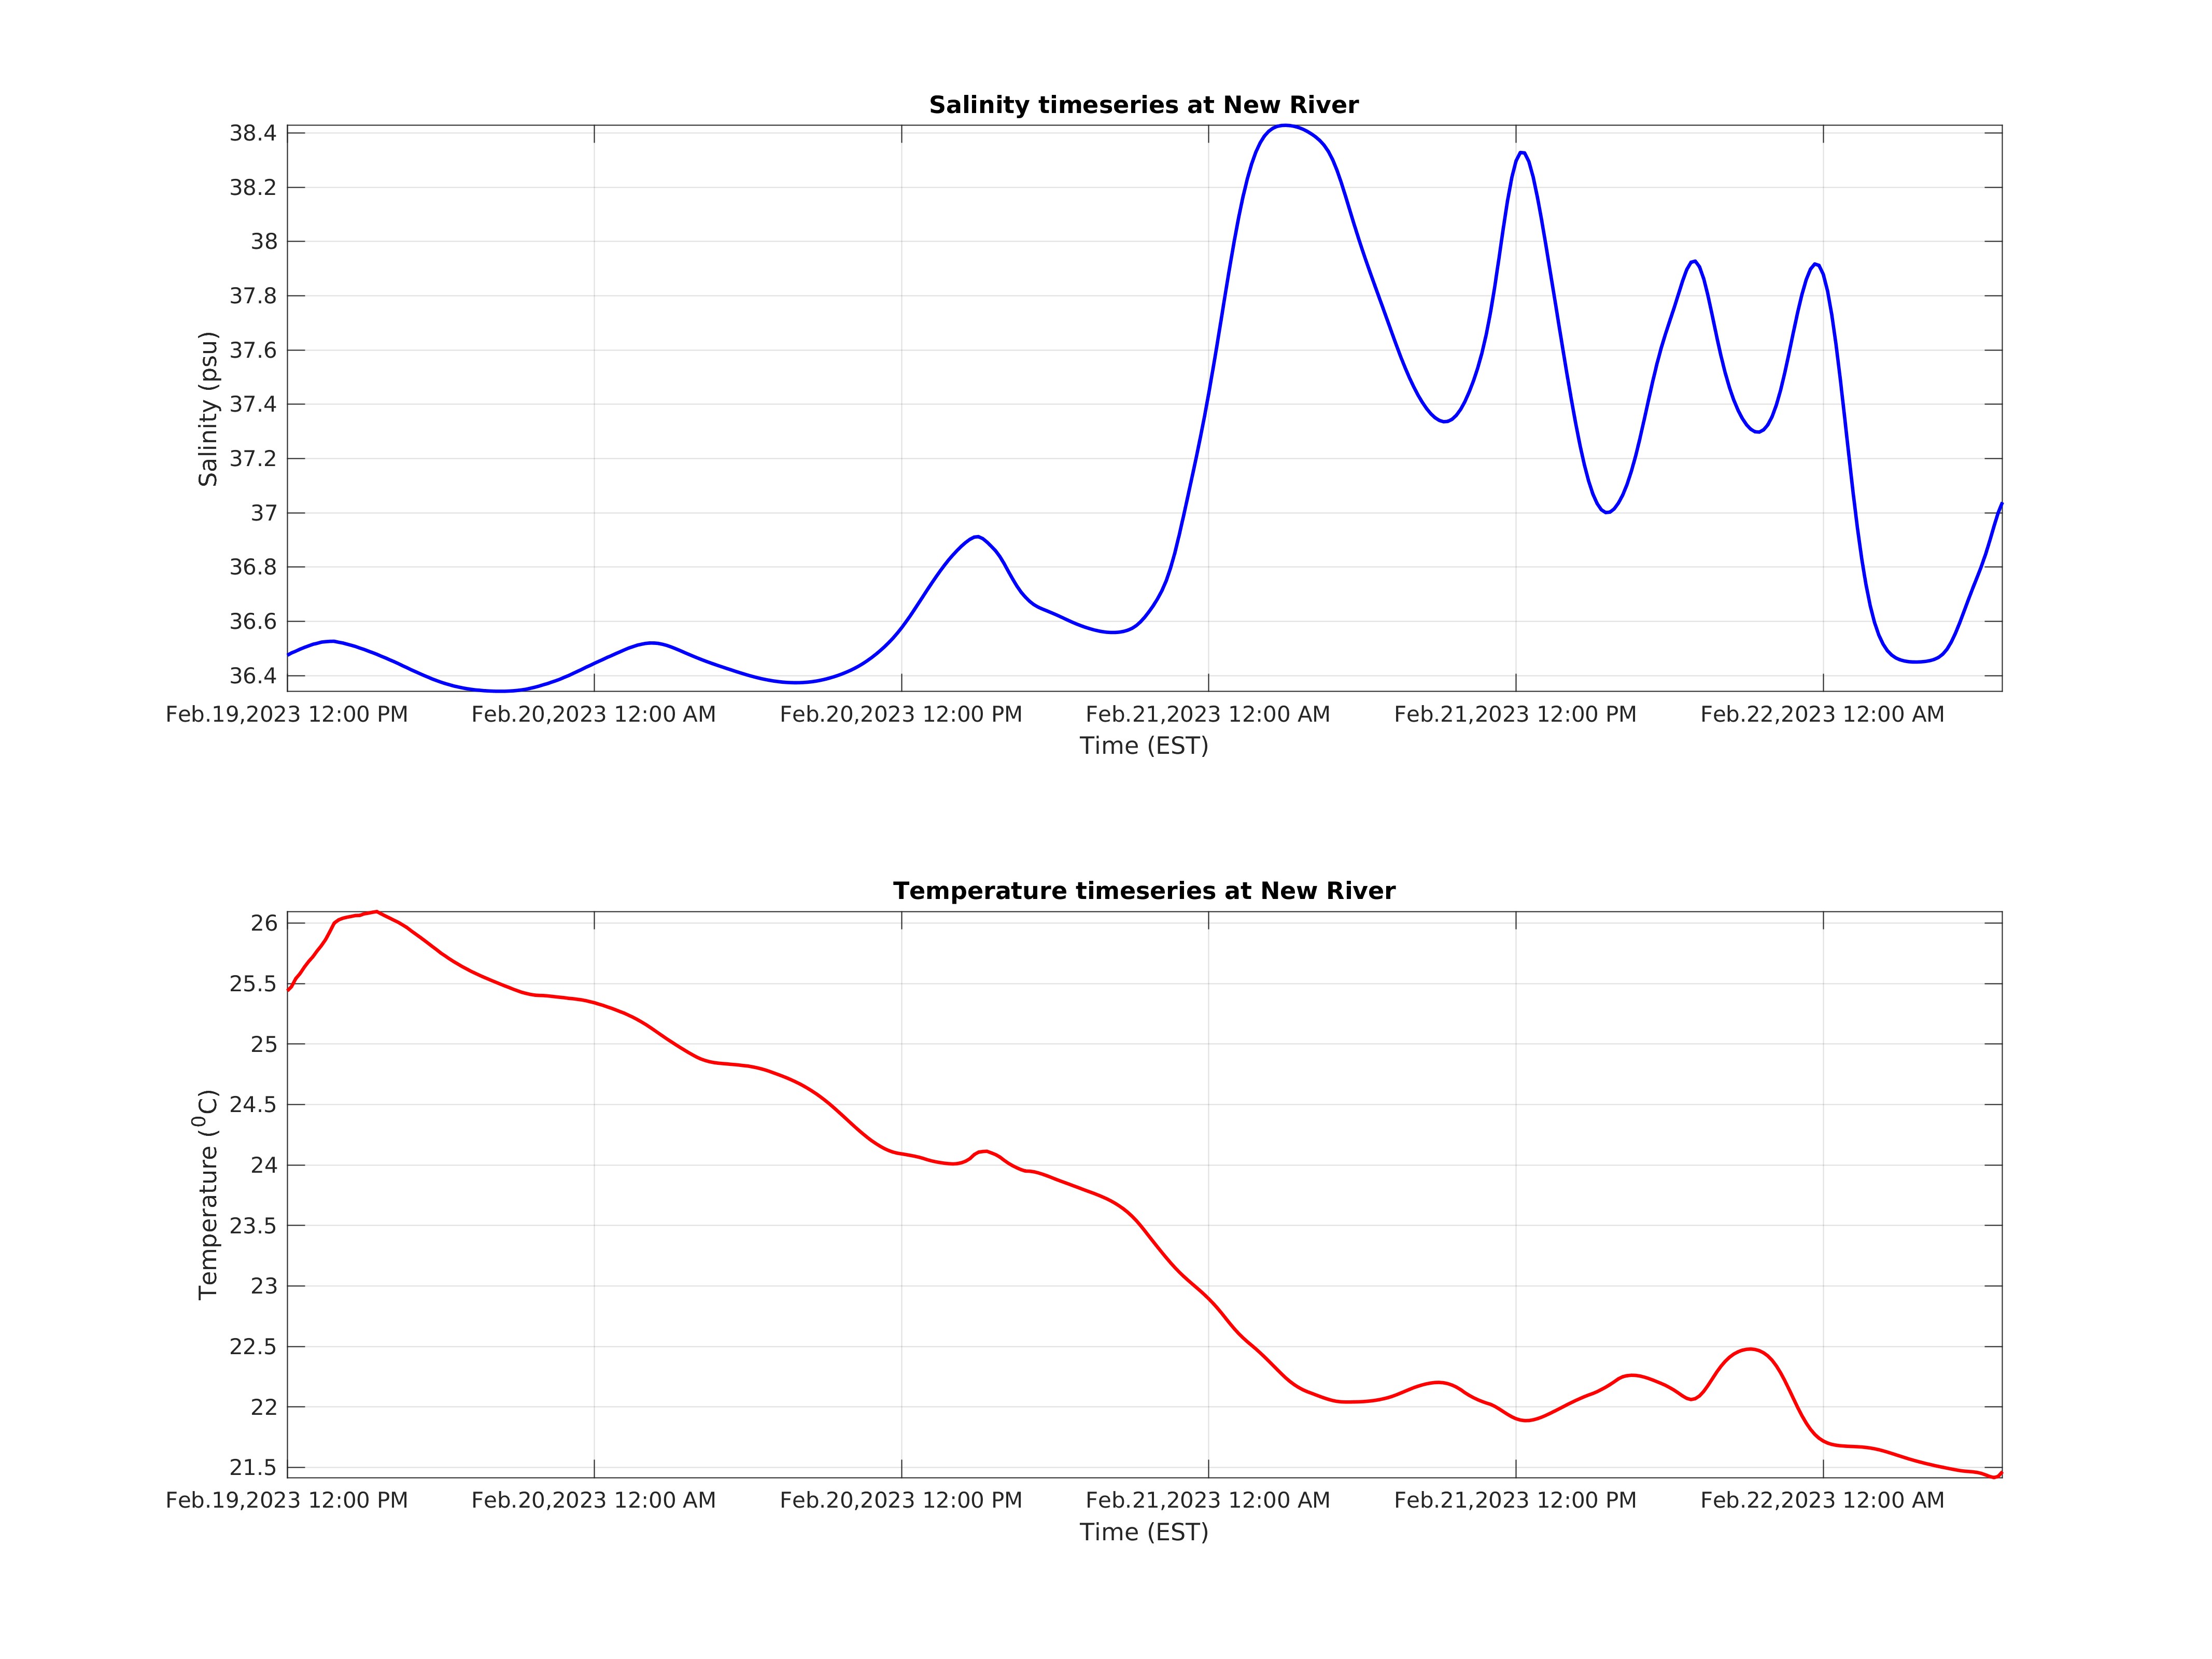 Salinity timeseries at New River
38.4
38.2
38
37.8
37.6
37.4
37.2
37
36.8
36.6
36.4
Salinity (psu)
Feb.19,2023 12:00 PM Feb.20,2023 12:00 AM Feb.20,2023 12:00 PM Feb.21,2023 12:00 AM Feb.21,2023 12:00 PM Feb.22,2023 12:00 AM
Time (EST)
Temperature timeseries at New River
26
25.5
25
24.5
24
23.5
23
22.5
22
21.5
Temperature (⁰C)
Feb.19,2023 12:00 PM Feb.20,2023 12:00 AM Feb.20,2023 12:00 PM Feb.21,2023 12:00 AM Feb.21,2023 12:00 PM Feb.22,2023 12:00 AM
Time (EST)